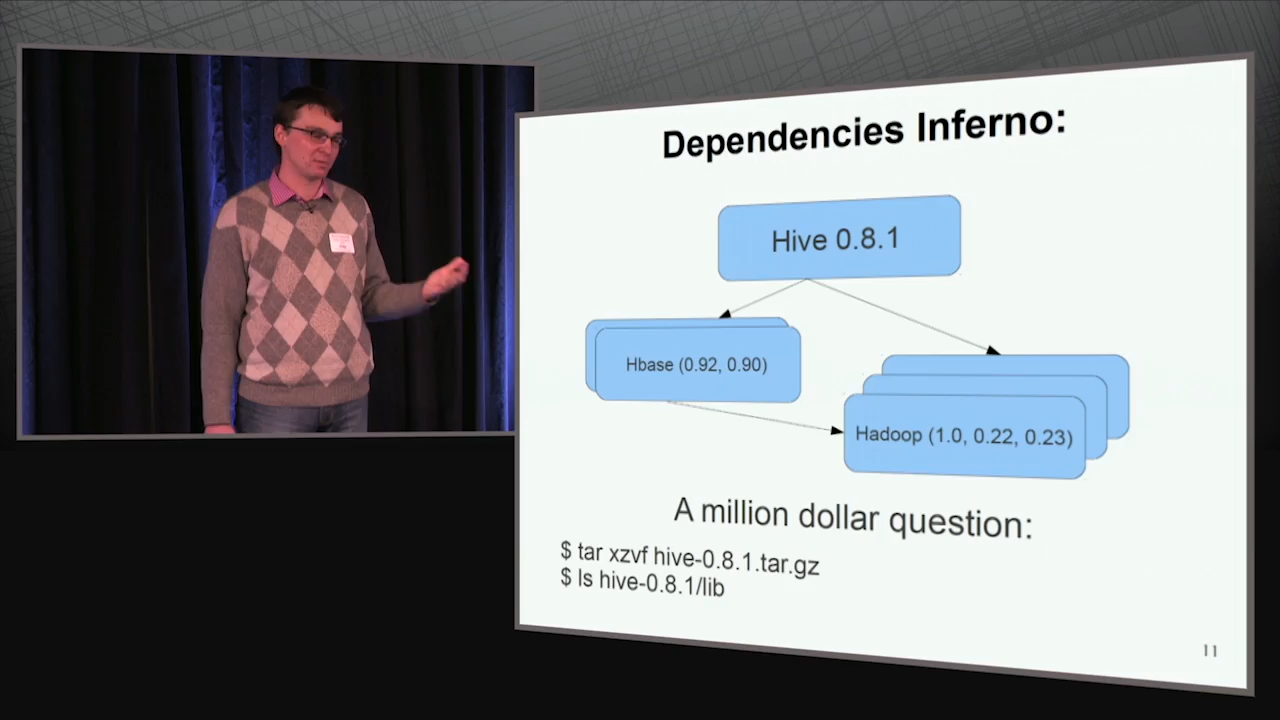 Dependencies Inferno:
Hive 0.8.1
Hbase (0.92, 0.90)
Hadoop (1.0, 0.22, 0.23)
A million dollar question:
$ tar xzvf hive-0.8.1.tar.gz
$ ls hive-0.8.1/lib
11